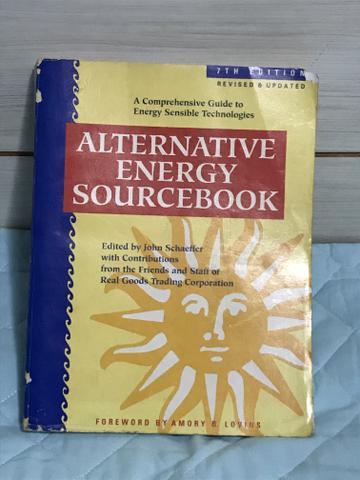 7TH EDITION
REVISED & UPDATED
A Comprehensive Guide to
Energy Sensible Technologies
ALTERNATIVE
ENERGY
SOURCEBOOK
Edited by John Schaeffer
with Contributions
from the Friends and Staff of
Real Goods Trading Corporation
FOREWORD BY AMORY B. LOVINS